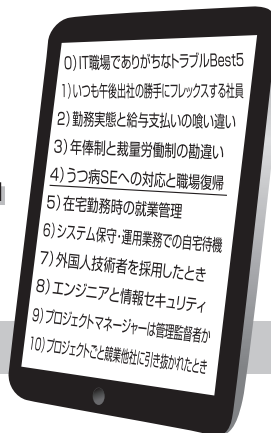 0)IT職場でありがちなトラブルBest5
1)いつも午後出社の勝手にフレックスする社員
2)勤務実態と給与支払いの喰い違い
3)年俸制と裁量労働制の勘違い
4)うつ病SEへの対応と職場復帰
5)在宅勤務時の就業管理
6)システム保守・運用業務での自宅待機
7)外国人技術者を採用したとき
8)エンジニアと情報セキュリティ
9)プロジェクトマネージャーは管理監督者か
10)プロジェクトごと競業他社に引き抜かれたとき